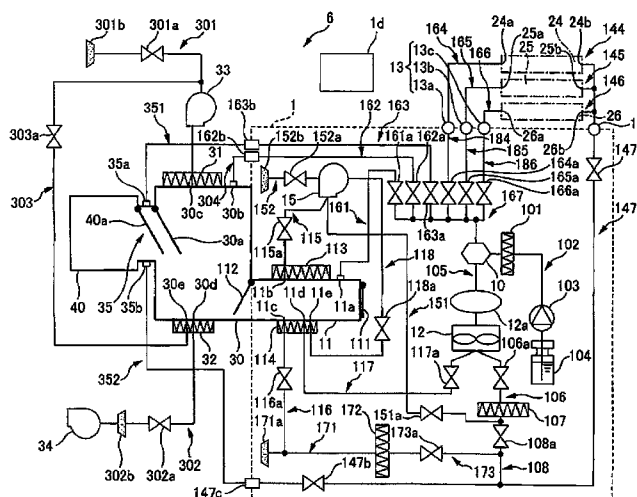 301b 301a 301 6 1d 164 24a 24 24b 144
165 25a 25 25b 145
166 146
33 13 13c 13b 13a
351 163b 1 162 163 26a 26b 26 1
303a 162b 152b 152a 161a 162a 184 185 186 147
35a 31 304 164a 165a 166a
303 40a 30c 30b 152 15 161 167 101
30a 115 115a 163a 102 147
35 113 118 105 10 103
40 35b 112 11b 11a 118a
30e 30d 11c 11d 11e 151 12a 104
30 11 111 12 106a
114 117a
352 32 116a 117 106
34 116 151a 107
171a 172 173a 108a
302 171
302b 302a 147b 173 108
147c